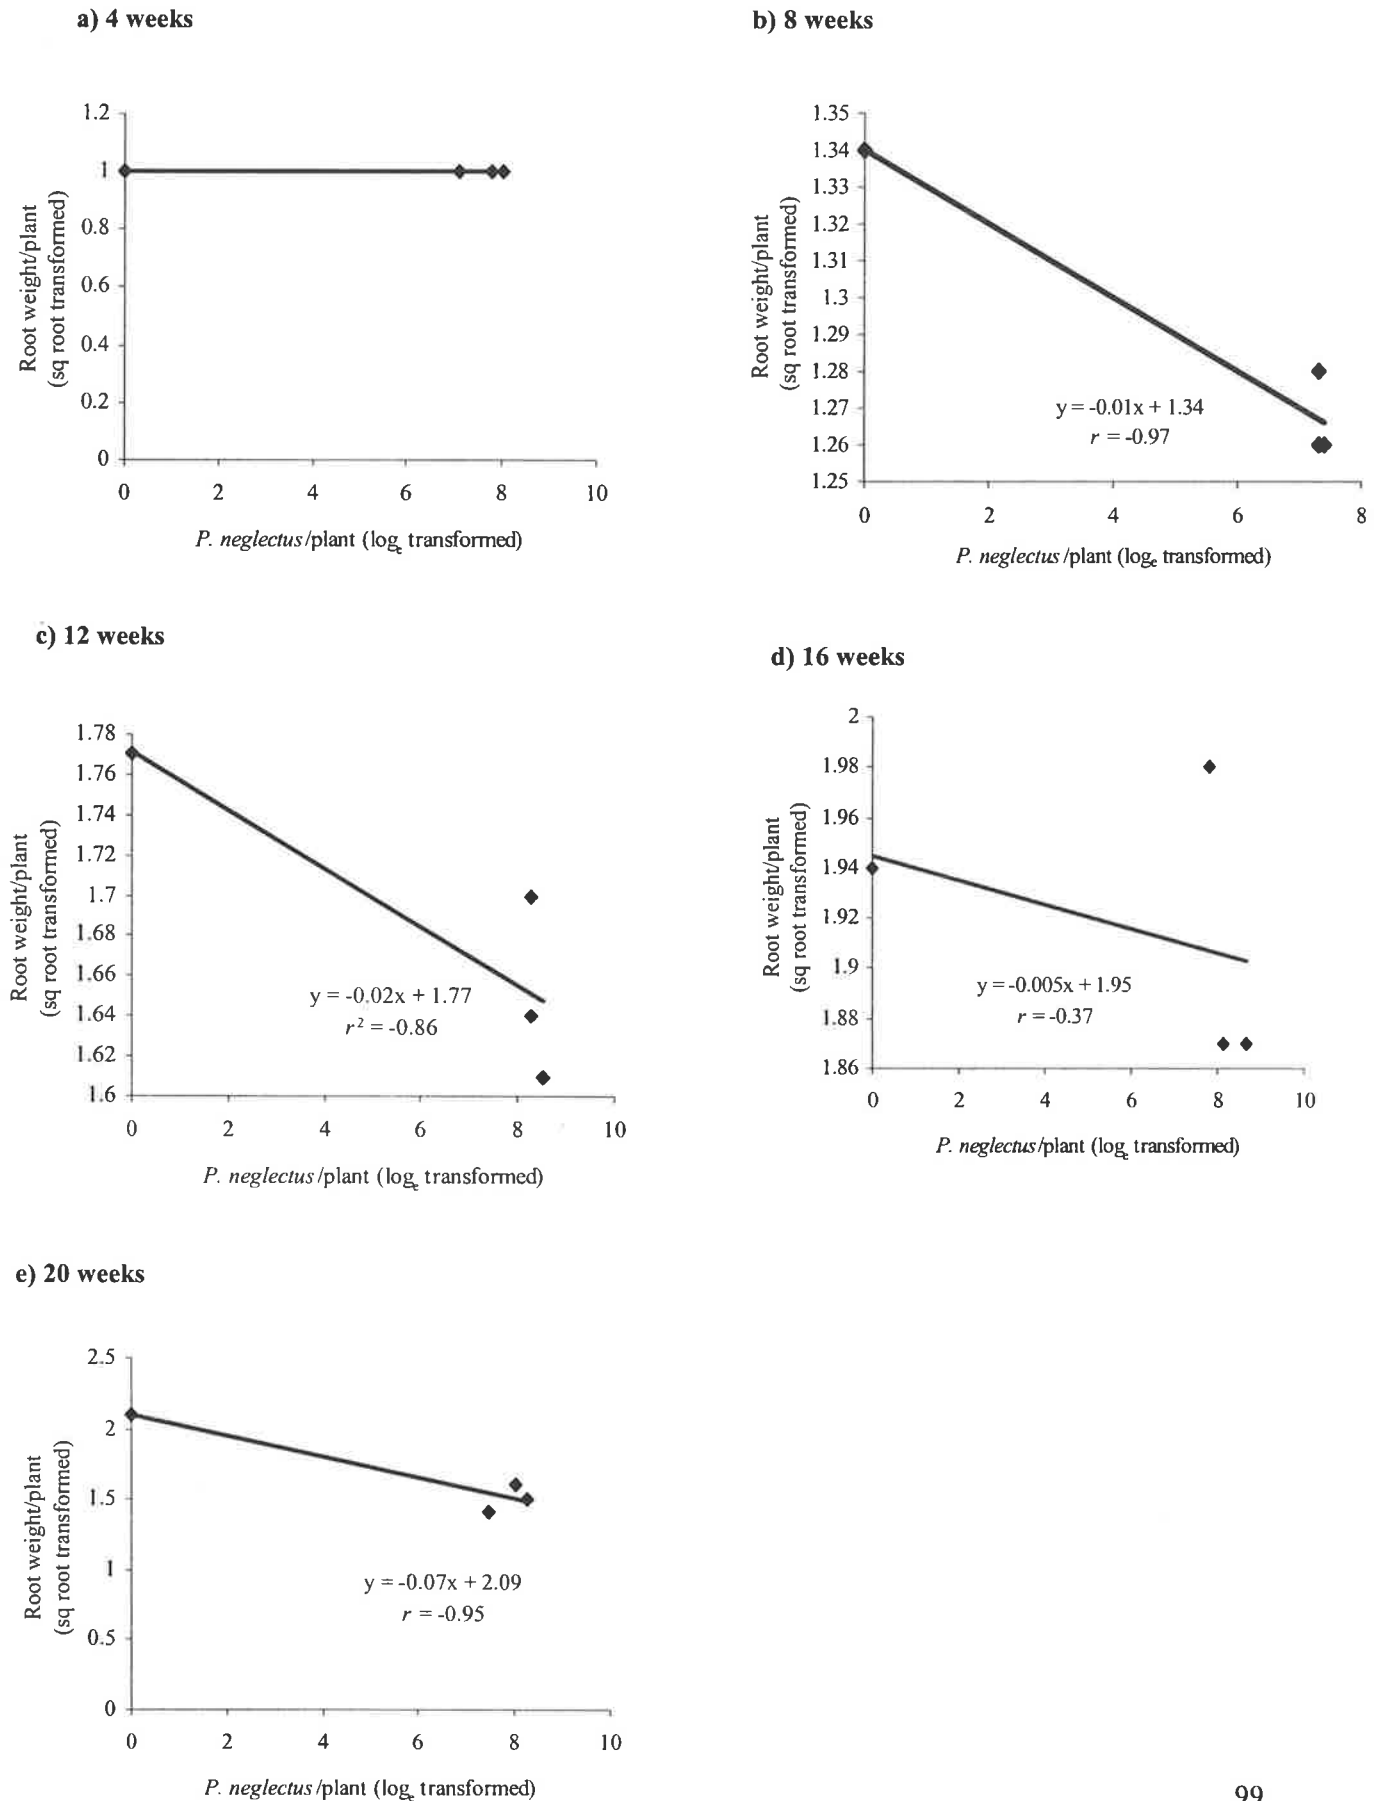 a) 4 weeks
1.2
1
0.8
0.6
0.4
0.2
0
0 2 4 6 8 10
Root weight/plant
(sq root transformed)
P. neglectus/plant (logₑ transformed)
b) 8 weeks
1.35
1.34
1.33
1.32
1.31
1.3
1.29
1.28
1.27
1.26
1.25
0 2 4 6 8
Root weight/plant
(sq root transformed)
y = -0.01x + 1.34
r = -0.97
P. neglectus/plant (logₑ transformed)
c) 12 weeks
1.78
1.76
1.74
1.72
1.7
1.68
1.66
1.64
1.62
1.6
0 2 4 6 8 10
Root weight/plant
(sq root transformed)
y = -0.02x + 1.77
r² = -0.86
P. neglectus/plant (logₑ transformed)
d) 16 weeks
2
1.98
1.96
1.94
1.92
1.9
1.88
1.86
0 2 4 6 8 10
Root weight/plant
(sq root transformed)
y = -0.005x + 1.95
r = -0.37
P. neglectus/plant (logₑ transformed)
e) 20 weeks
2.5
2
1.5
1
0.5
0
0 2 4 6 8 10
Root weight/plant
(sq root transformed)
y = -0.07x + 2.09
r = -0.95
P. neglectus/plant (logₑ transformed)
99